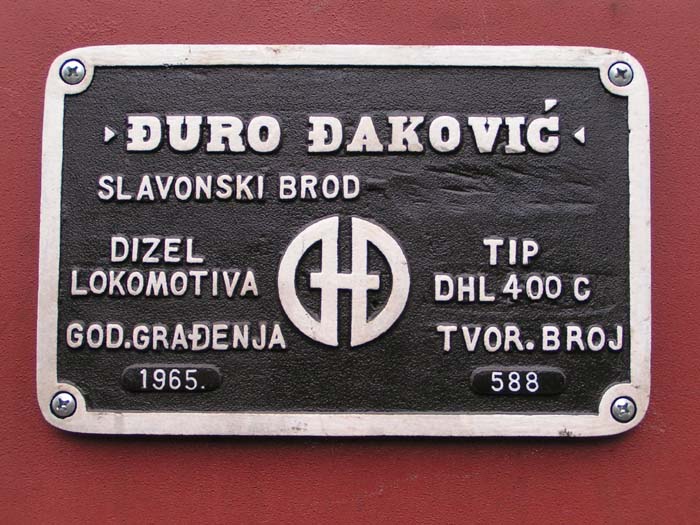 ĐURO ĐAKOVIĆ
SLAVONSKI BROD
DIZEL
LOKOMOTIVA
GOD.GRAĐENJA
1965.
TIP
DHL 400 C
TVOR.BROJ
588